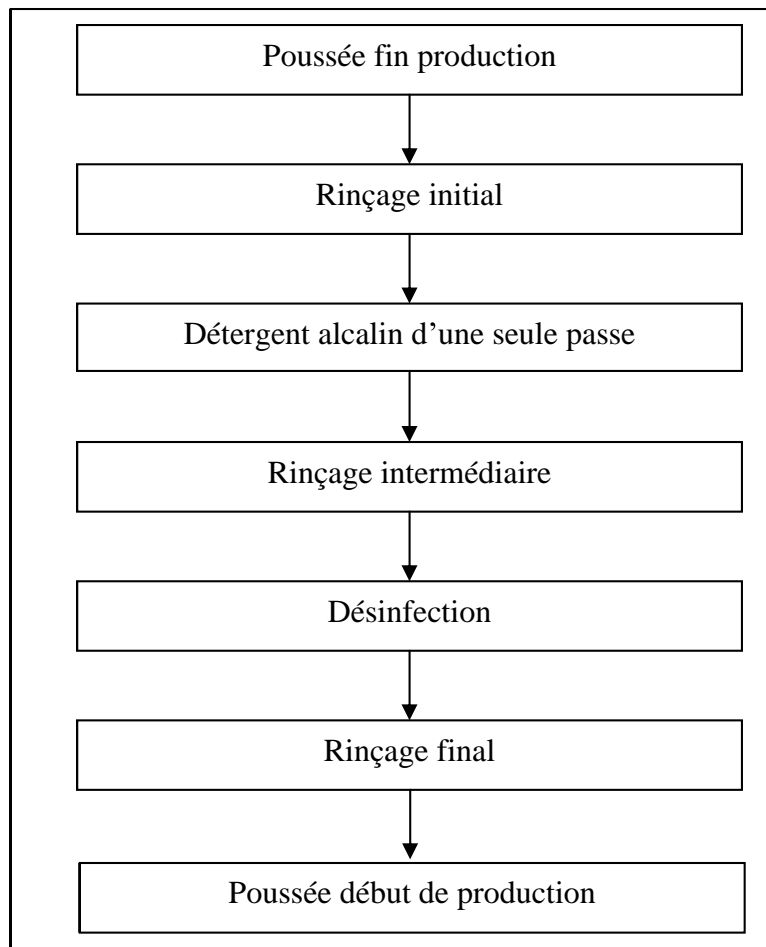 Poussée fin production
Rinçage initial
Détergent alcalin d’une seule passe
Rinçage intermédiaire
Désinfection
Rinçage final
Poussée début de production